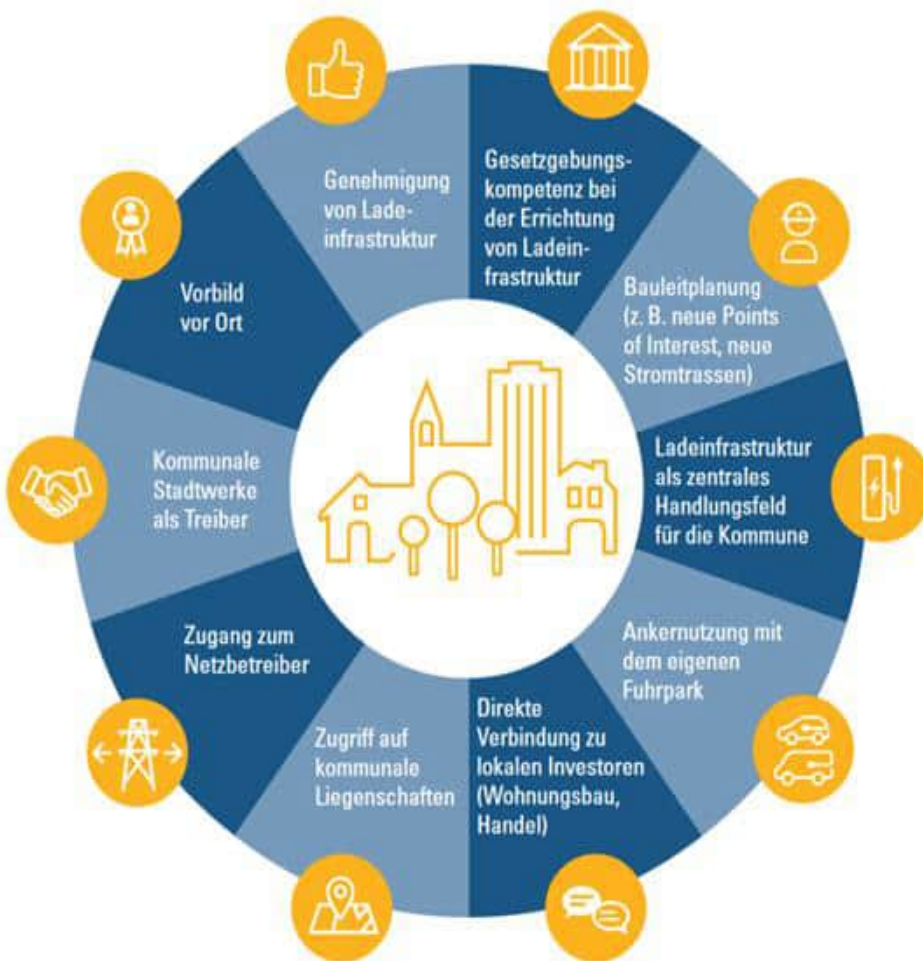 Gesetzgebungs-
kompetenz bei
der Errichtung
von Ladein-
frastruktur
Bauleitplanung
(z. B. neue Points
of Interest, neue
Stromtrassen)
Ladeinfrastruktur
als zentrales
Handlungsfeld
für die Kommune
Ankernutzung mit
dem eigenen
Fuhrpark
Direkte
Verbindung zu
lokalen Investoren
(Wohnungsbau,
Handel)
Zugriff auf
kommunale
Liegenschaften
Zugang zum
Netzbetreiber
Kommunale
Stadtwerke
als Treiber
Vorbild
vor Ort
Genehmigung
von Lade-
infrastruktur